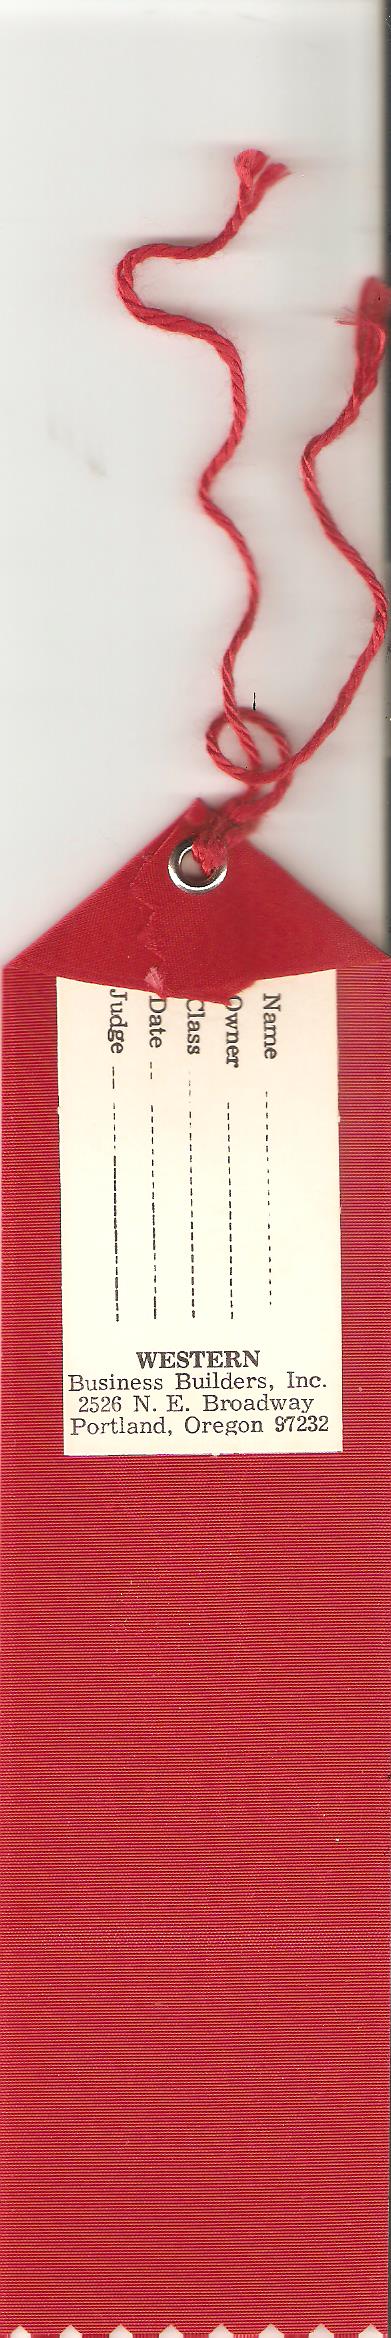 Name
Owner
Class
Date
Judge
WESTERN
Business Builders, Inc.
2526 N. E. Broadway
Portland, Oregon 97232